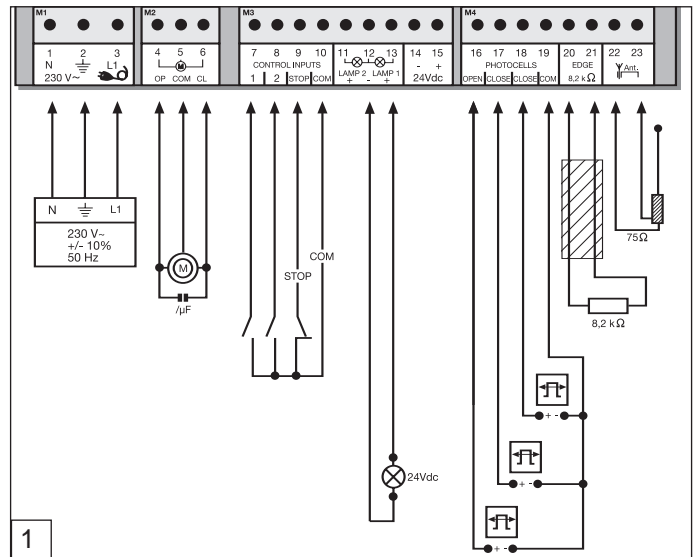 M1 M2 M3 M4
1 2 3 4 5 6 7 8 9 10 11 12 13 14 15 16 17 18 19 20 21 22 23
N L1 M CONTROL INPUTS - + PHOTOCELLS EDGE Ant.
230 V~ OP COM CL 1 2 STOP COM LAMP 2 LAMP 1 24Vdc OPEN CLOSE CLOSE COM 8,2 kΩ
+ - +
N L1
230 V~
+/- 10%
50 Hz
M
/µF
COM
STOP
75Ω
8,2 kΩ
+ -
24Vdc
+ -
+ -
1